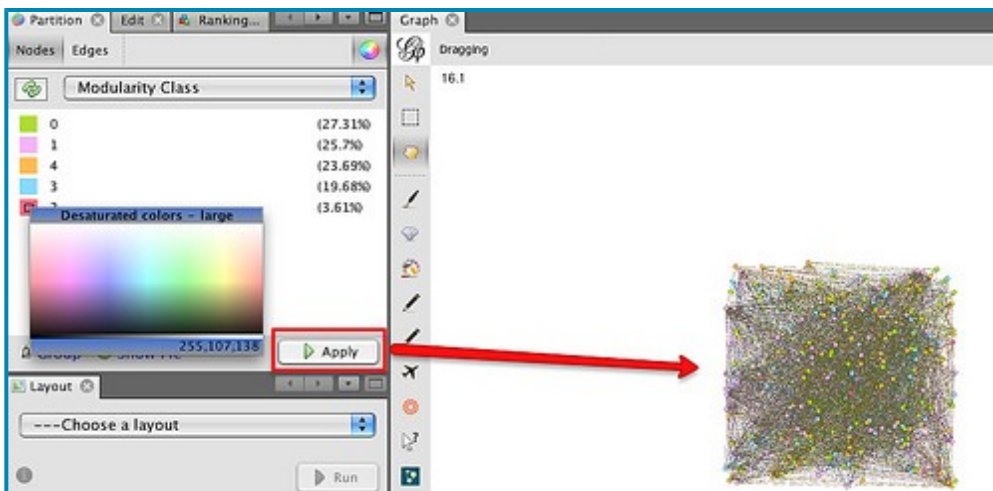 Partition Edit Ranking...
Nodes Edges
Modularity Class
0 (27.31%)
1 (25.7%)
4 (23.69%)
3 (19.68%)
(3.61%)
Desaturated colors - large
255,107,138
Apply
Layout
---Choose a layout
Run
Graph
Dragging
16.1